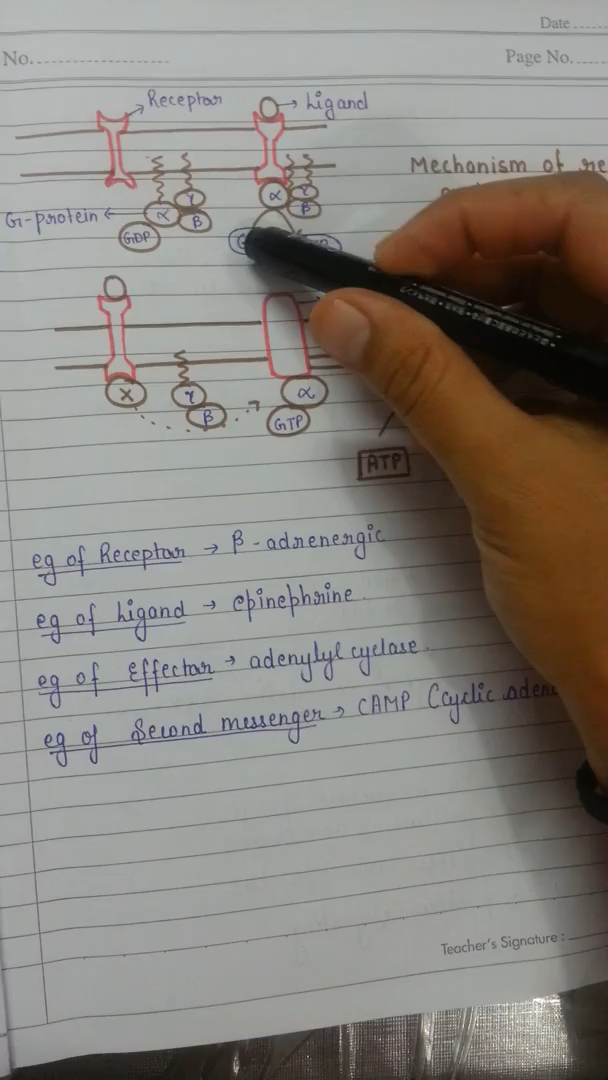 Date
No.
Page No.
Receptor
Ligand
Mechanism of
G-protein
α
γ
β
GDP
α
γ
β
X
γ
β
α
GTP
ATP
eg of Receptor → β-adrenergic
eg of Ligand → epinephrine
eg of Effector → adenylyl cyclase.
eg of Second messenger → CAMP (cyclic
Teacher's Signature :